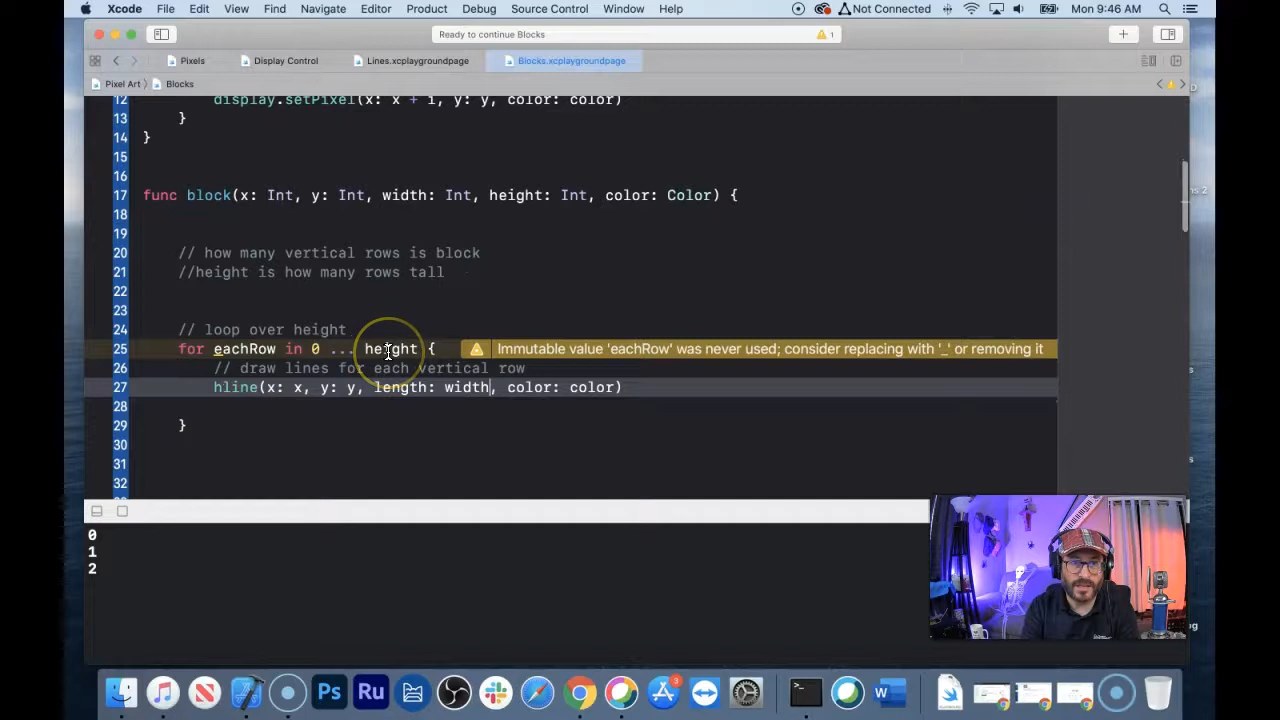 Xcode File Edit View Find Navigate Editor Product Debug Source Control Window Help Not Connected Mon 9:46 AM
Ready to continue Blocks 1
Pixels Display Control Lines.xcplaygroundpage Blocks.xcplaygroundpage
Pixel Art Blocks
12 display.setPixel(x: x + i, y: y, color: color)
13 }
14 }
15
16
17 func block(x: Int, y: Int, width: Int, height: Int, color: Color) {
18
19
20 // how many vertical rows is block
21 //height is how many rows tall
22
23
24 // loop over height
25 for eachRow in 0 ... height { Immutable value 'eachRow' was never used; consider replacing with '_' or removing it
26 // draw lines for each vertical row
27 hline(x: x, y: y, length: width, color: color)
28
29 }
30
31
32
0
1
2
Ps Ru 3 W